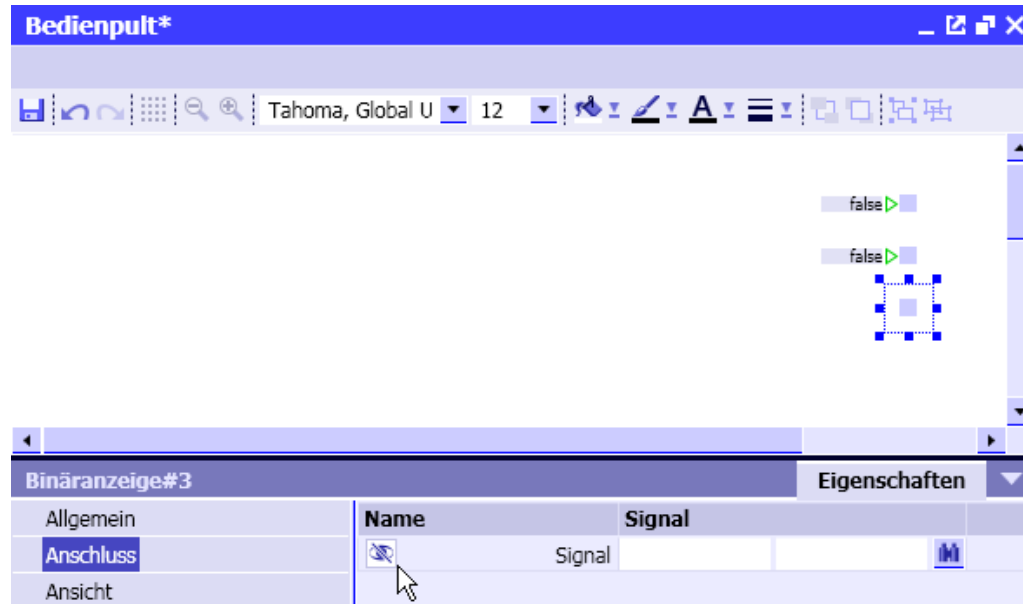 Bedienpult*
Tahoma, Global U 12 A
false
false
Binäranzeige#3 Eigenschaften
Allgemein Name Signal
Anschluss Signal
Ansicht